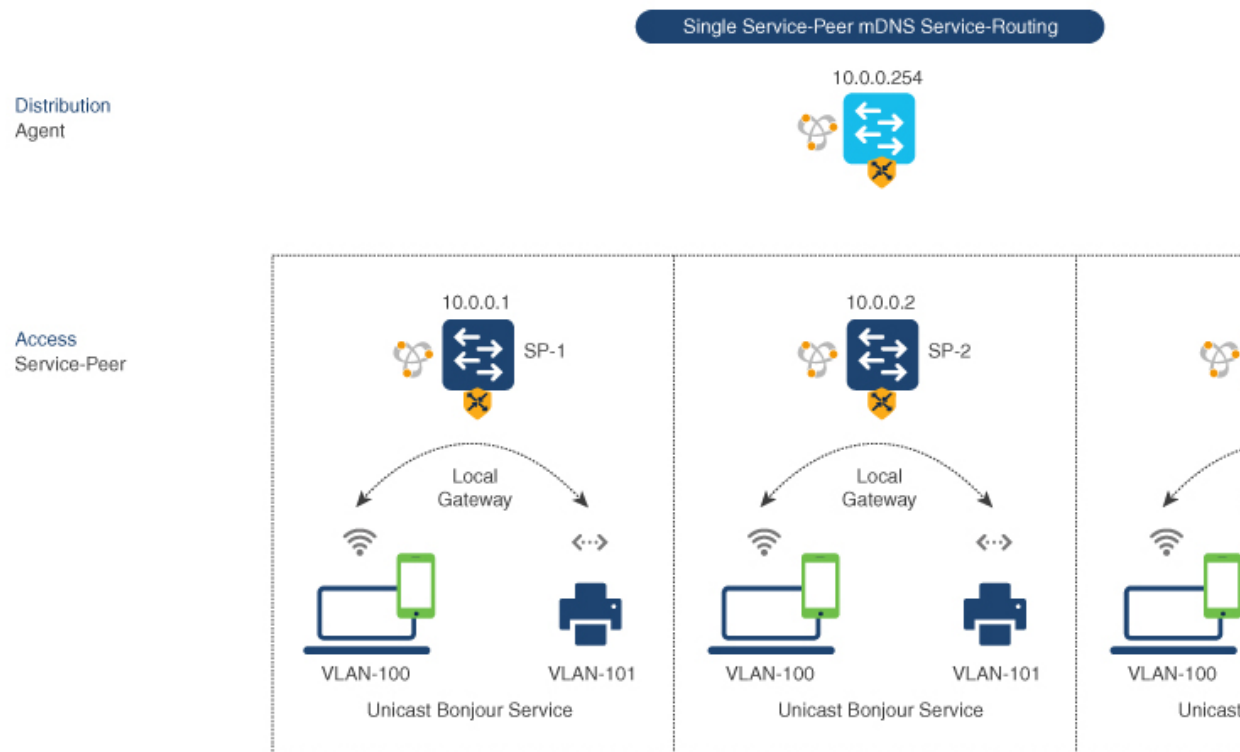 Single Service-Peer mDNS Service-Routing
10.0.0.254
Distribution
Agent
10.0.0.1
10.0.0.2
Access
Service-Peer
SP-1
SP-2
Local
Gateway
Local
Gateway
VLAN-100
VLAN-101
VLAN-100
VLAN-101
VLAN-100
Unicast Bonjour Service
Unicast Bonjour Service
Unicast